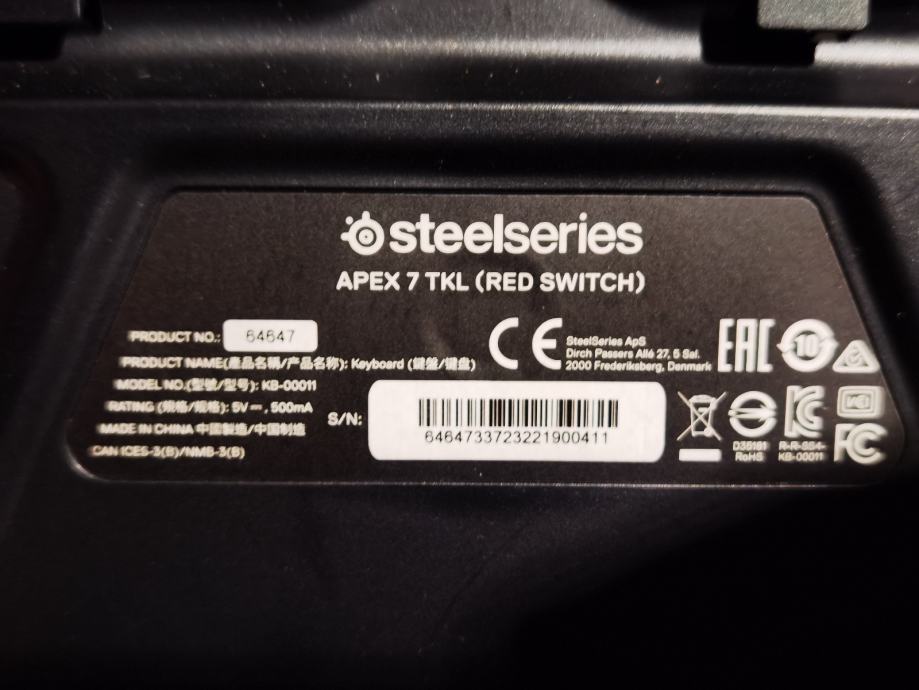 steelseries
APEX 7 TKL (RED SWITCH)
PRODUCT NO.: 64647
PRODUCT NAME(產品名稱/产品名称): Keyboard (鍵盤/键盘)
MODEL NO.(型號/型号): KB-00011
RATING (規格/规格): 5V⎓, 500mA
MADE IN CHINA 中國製造/中国制造
CAN ICES-3(B)/NMB-3(B)
S/N:
6464733723221900411
CE
SteelSeries ApS
Dirch Passers Allé 27, 5 Sal.
2000 Frederiksberg, Denmark
EAC
10
D35181
RoHS
R-R-SS4-
KB-00011
FC